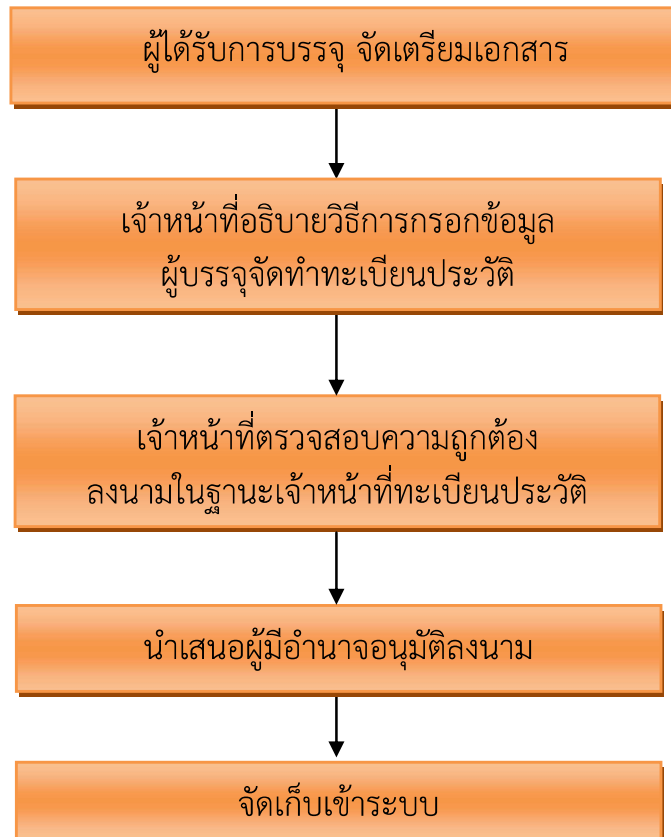 ผู้ได้รับการบรรจุ จัดเตรียมเอกสาร
เจ้าหน้าที่อธิบายวิธีการกรอกข้อมูล
ผู้บรรจุจัดทำทะเบียนประวัติ
เจ้าหน้าที่ตรวจสอบความถูกต้อง
ลงนามในฐานะเจ้าหน้าที่ทะเบียนประวัติ
นำเสนอผู้มีอำนาจอนุมัติลงนาม
จัดเก็บเข้าระบบ